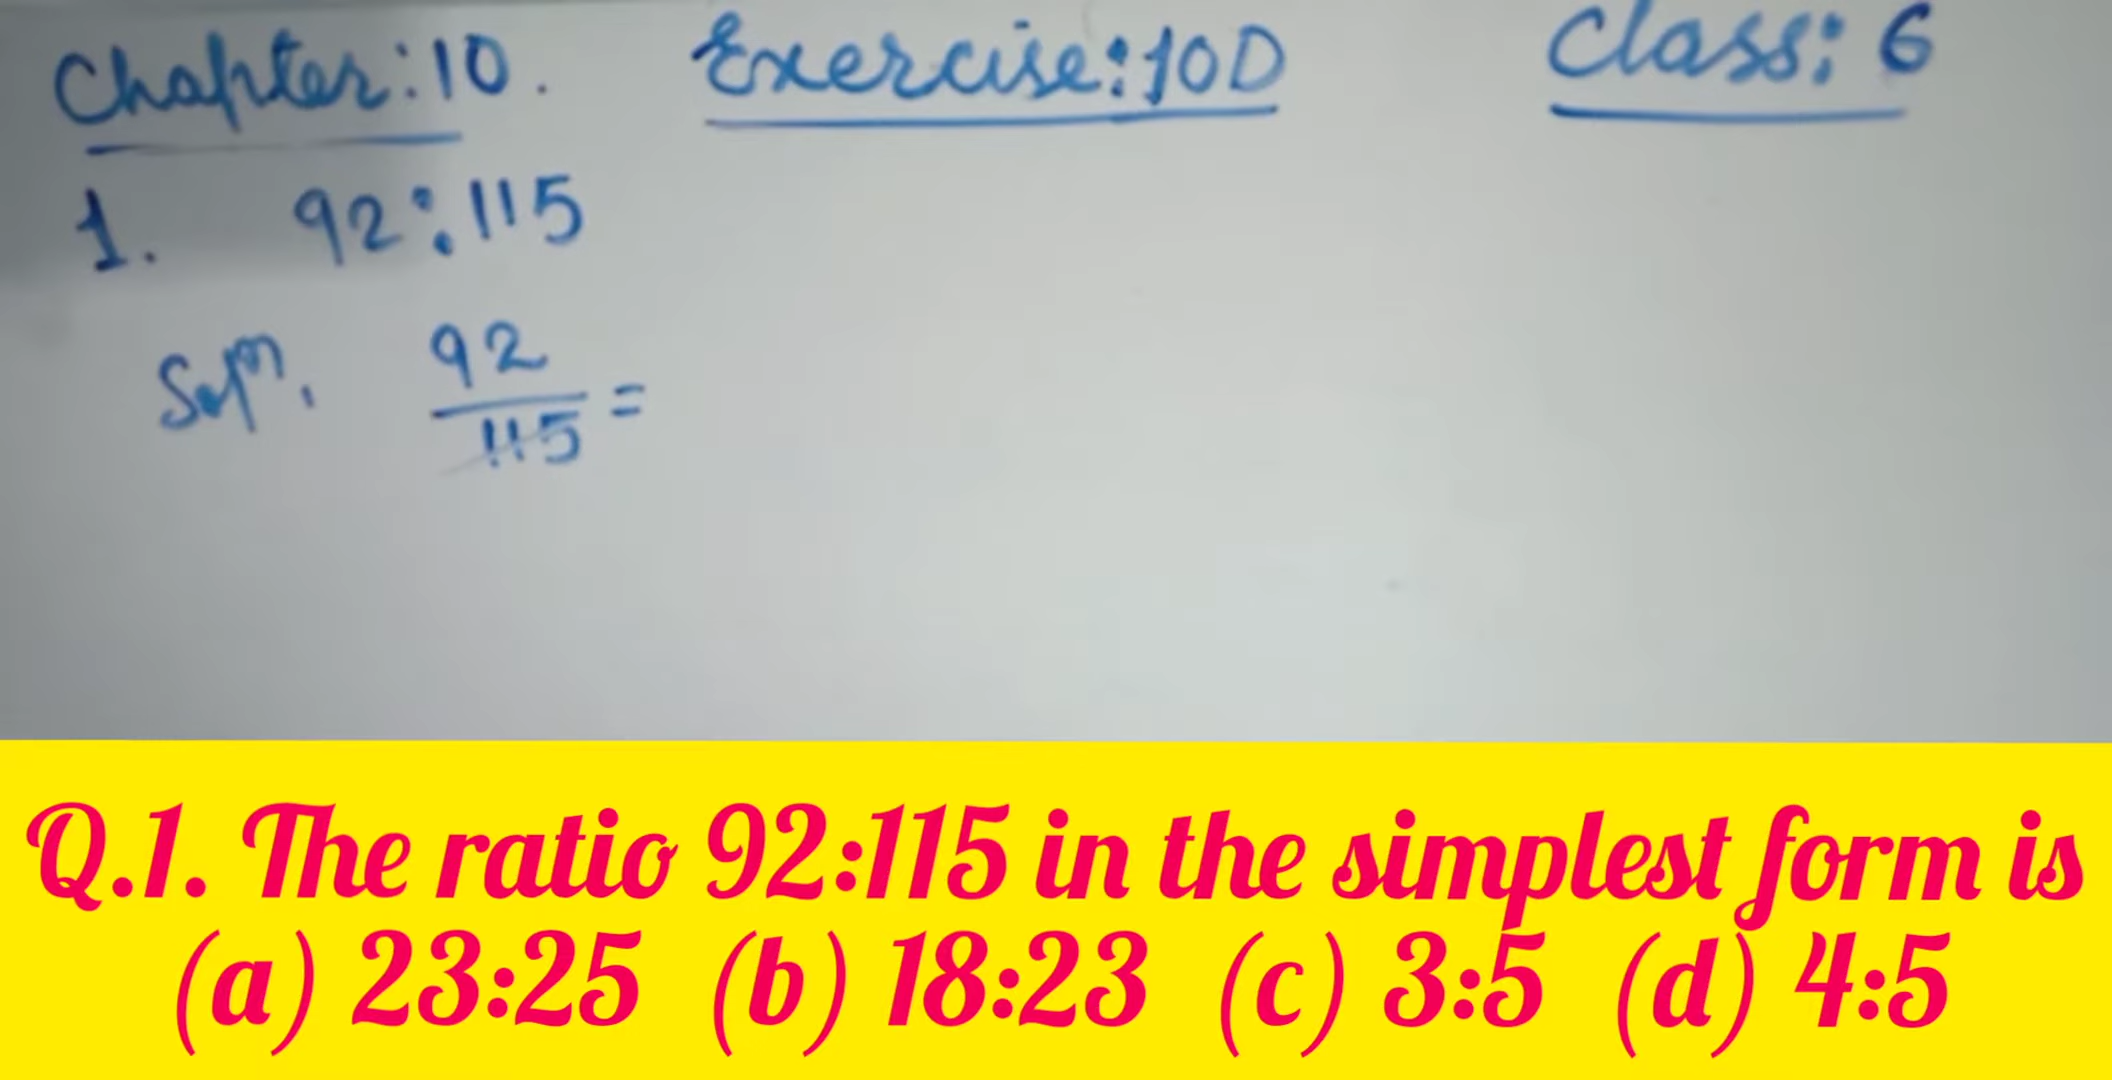 Chapter:10. Exercise:10D Class: 6
1. 92:115
Solⁿ. 92
115 =
Q.1. The ratio 92:115 in the simplest form is
(a) 23:25 (b) 18:23 (c) 3:5 (d) 4:5